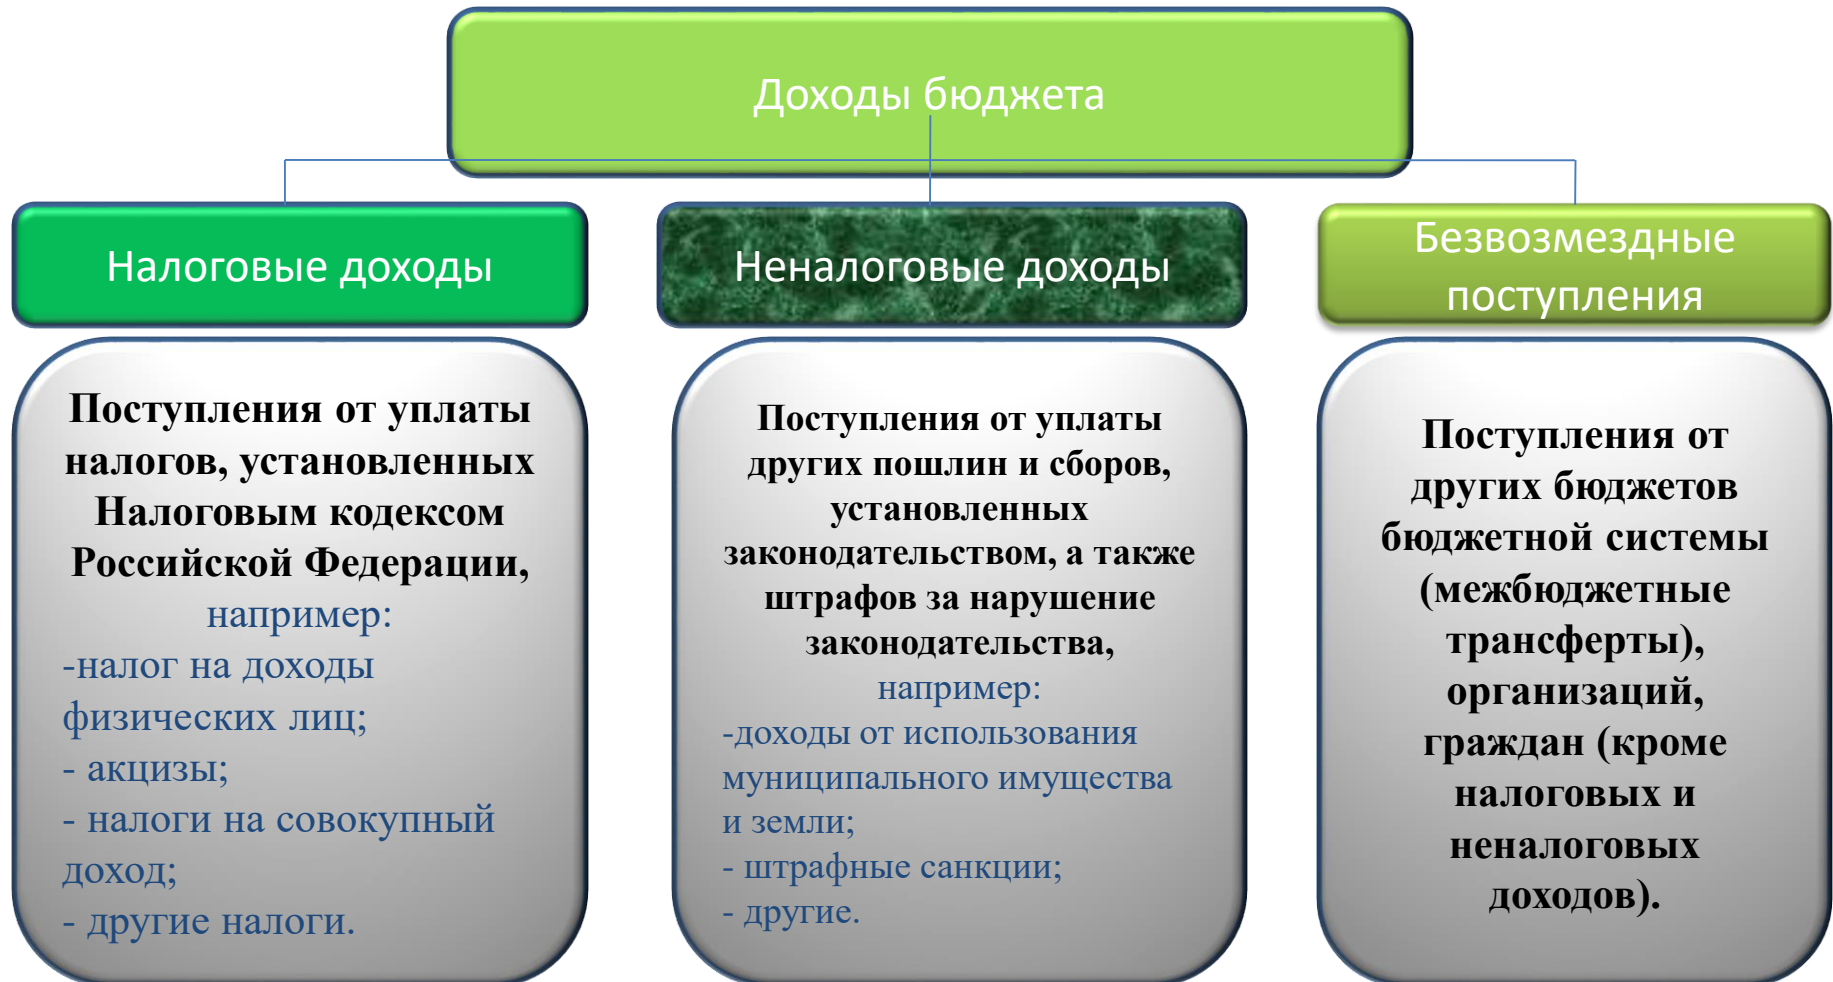 Доходы бюджета
Налоговые доходы
Неналоговые доходы
Безвозмездные
поступления
Поступления от уплаты
налогов, установленных
Налоговым кодексом
Российской Федерации,
например:
-налог на доходы
физических лиц;
- акцизы;
- налоги на совокупный
доход;
- другие налоги.
Поступления от уплаты
других пошлин и сборов,
установленных
законодательством, а также
штрафов за нарушение
законодательства,
например:
-доходы от использования
муниципального имущества
и земли;
- штрафные санкции;
- другие.
Поступления от
других бюджетов
бюджетной системы
(межбюджетные
трансферты),
организаций,
граждан (кроме
налоговых и
неналоговых
доходов).